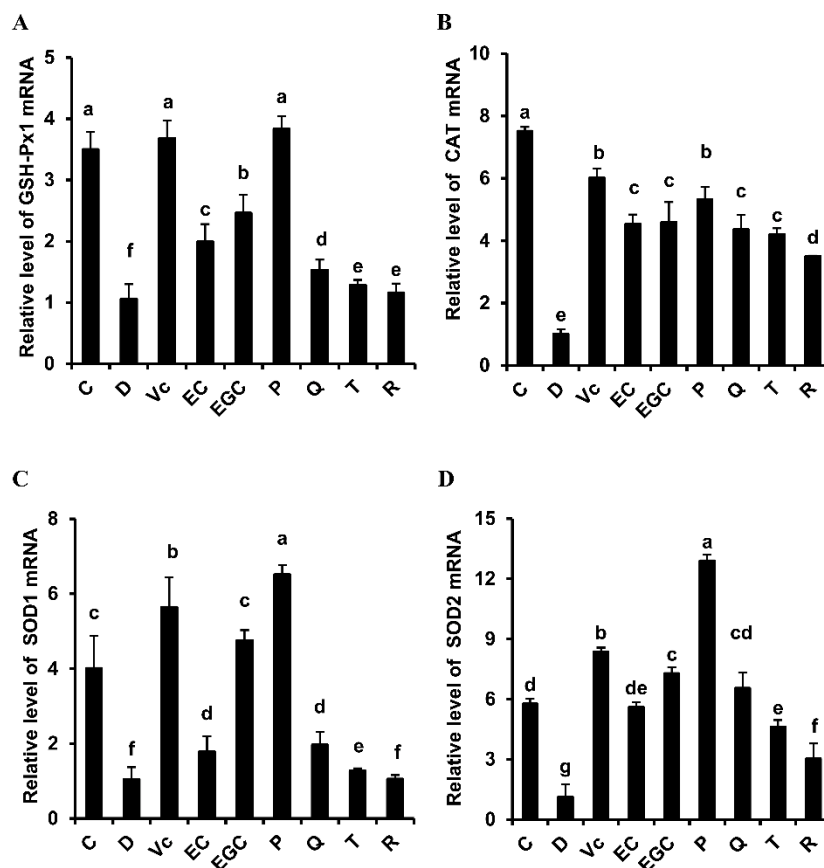 A
Relative level of GSH-Px1 mRNA
5
4
3
2
1
0
a
f
a
c
b
a
d
e
e
C
D
Vc
EC
EGC
P
Q
T
R
B
Relative level of CAT mRNA
10
8
6
4
2
0
a
e
b
c
c
b
c
c
d
C
D
Vc
EC
EGC
P
Q
T
R
C
Relative level of SOD1 mRNA
8
6
4
2
0
c
f
b
d
c
a
d
e
f
C
D
Vc
EC
EGC
P
Q
T
R
D
Relative level of SOD2 mRNA
15
12
9
6
3
0
d
g
b
de
c
a
cd
e
f
C
D
Vc
EC
EGC
P
Q
T
R